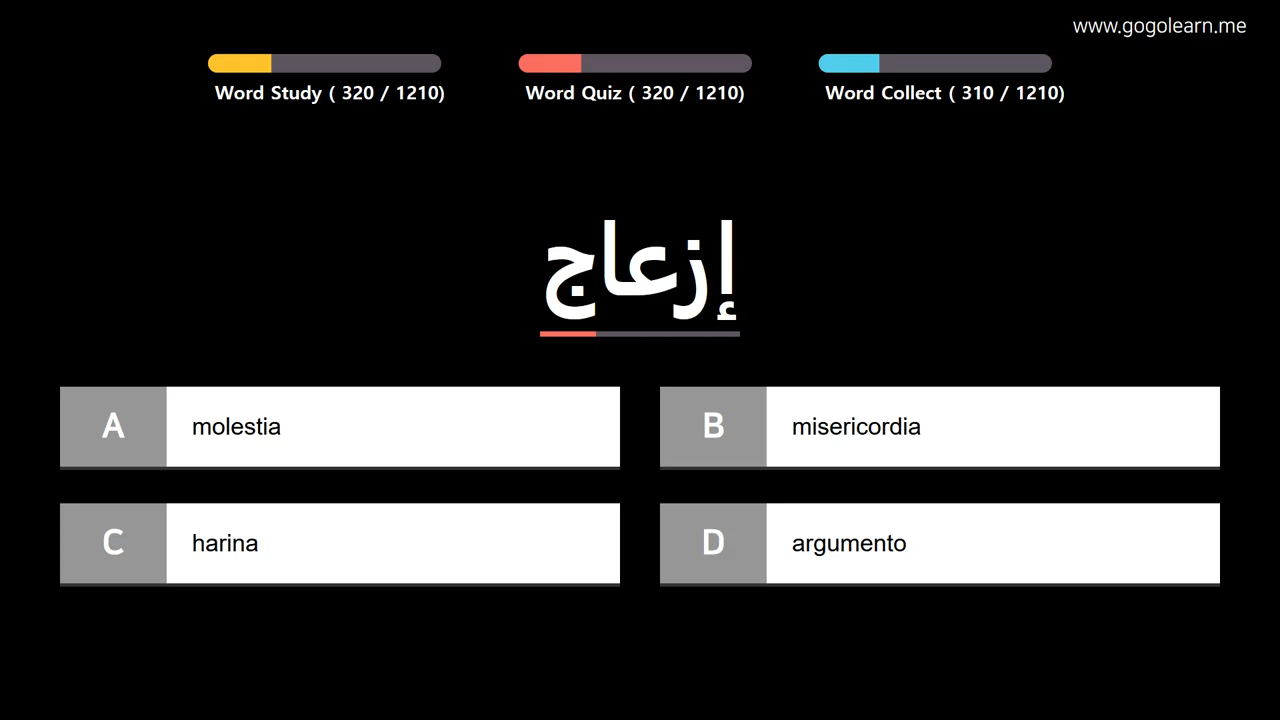 www.gogolearn.me
Word Study ( 320 / 1210)
Word Quiz ( 320 / 1210)
Word Collect ( 310 / 1210)
إزعاج
A molestia
B misericordia
C harina
D argumento